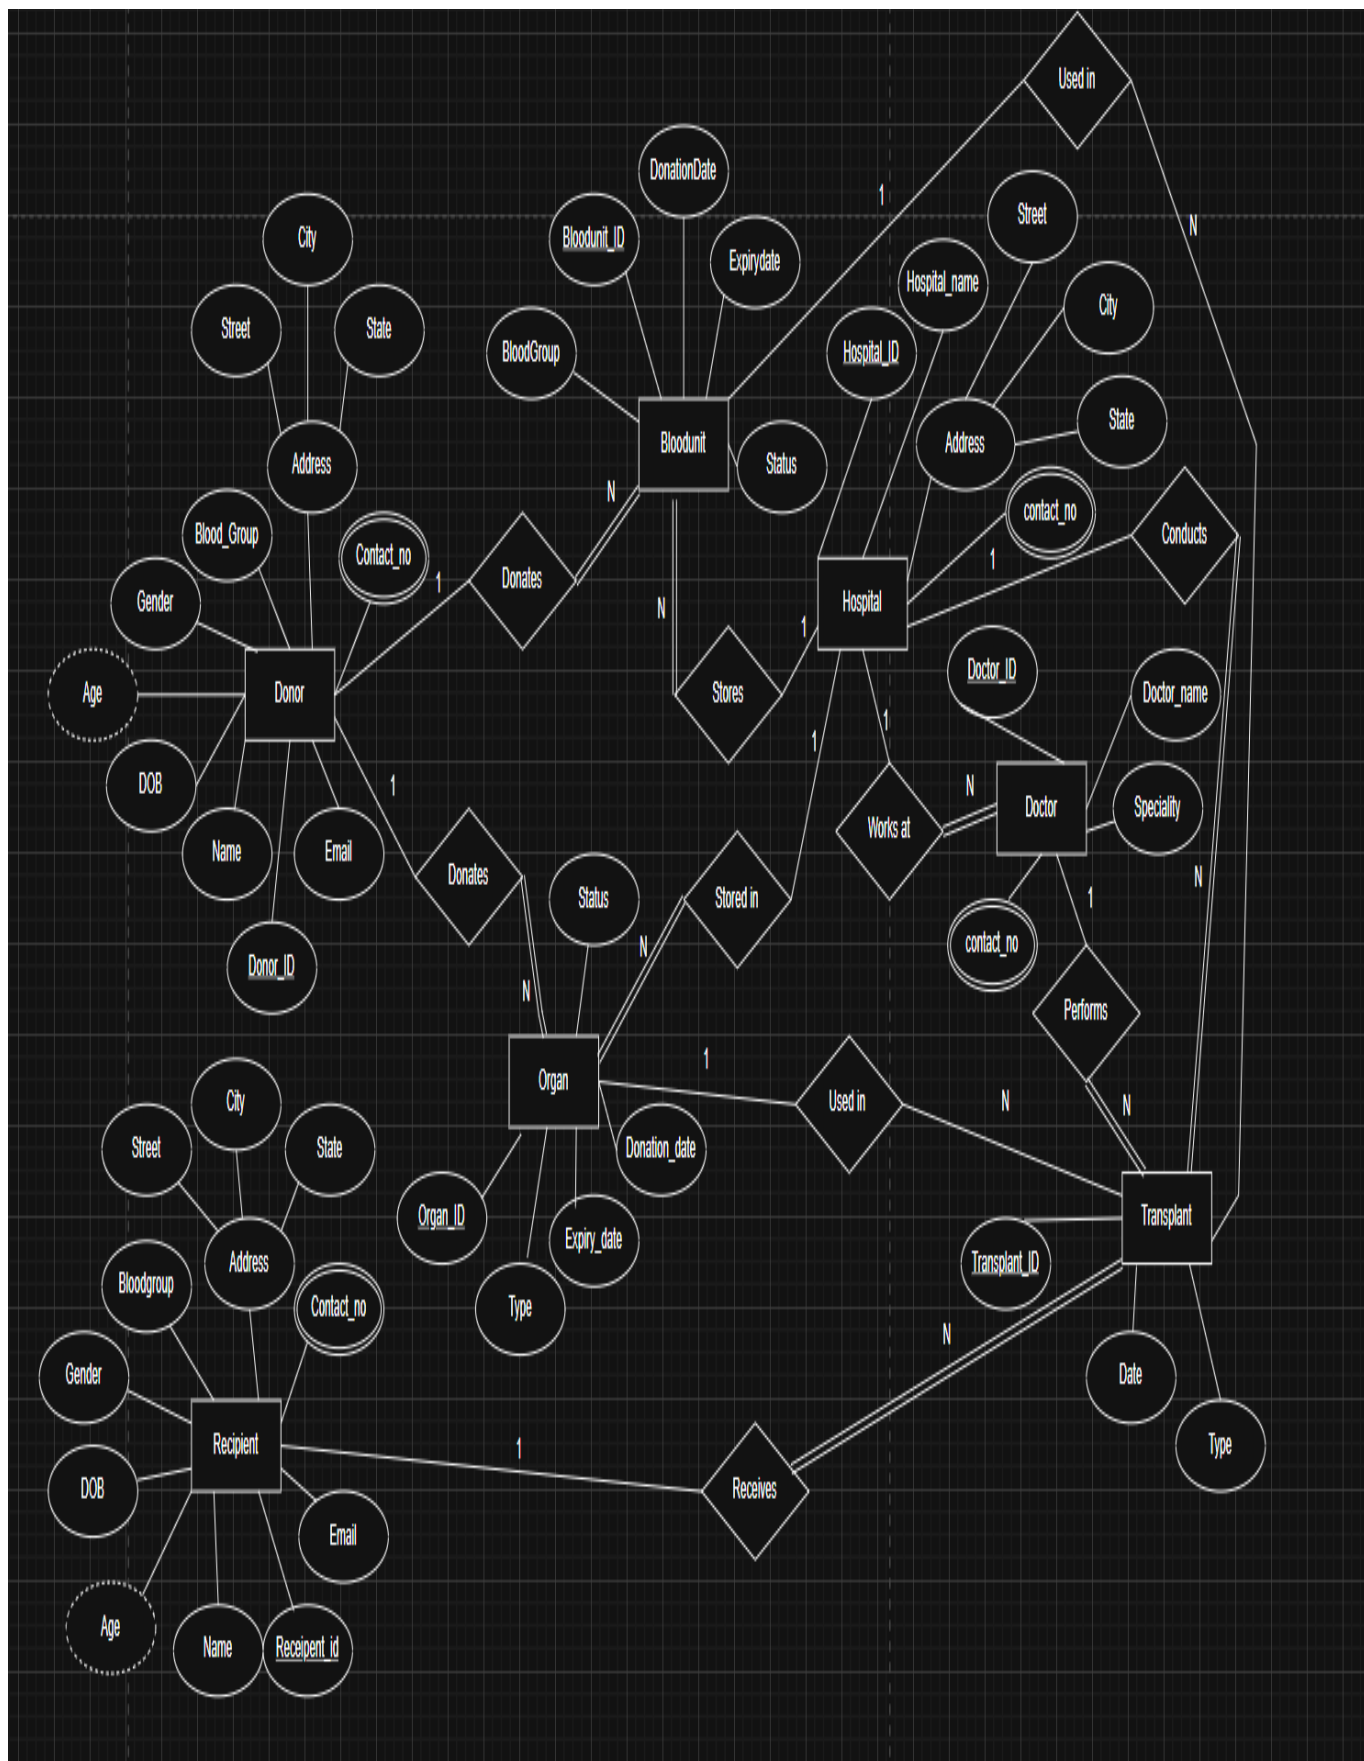 Used in
DonationDate
1
Street
N
City
Bloodunit_ID
Expirydate
Hospital_name
Street
State
BloodGroup
Hospital_ID
City
Address
Bloodunit
Status
Address
State
N
Blood_Group
Contact_no
contact_no
Conducts
Donates
1
1
Gender
N
Hospital
1
Age
Donor
Stores
Doctor_ID
Doctor_name
1
1
DOB
1
N
Doctor
Speciality
Works at
Name
Email
Donates
Status
Stored in
1
N
Donor_ID
N
contact_no
N
Performs
Organ
1
Used in
N
N
City
Street
State
Donation_date
Organ_ID
Expiry_date
Transplant
Address
Transplant_ID
Bloodgroup
Contact_no
Type
N
Gender
Date
Recipient
1
Type
DOB
Receives
Email
Age
Name
Receipent_id